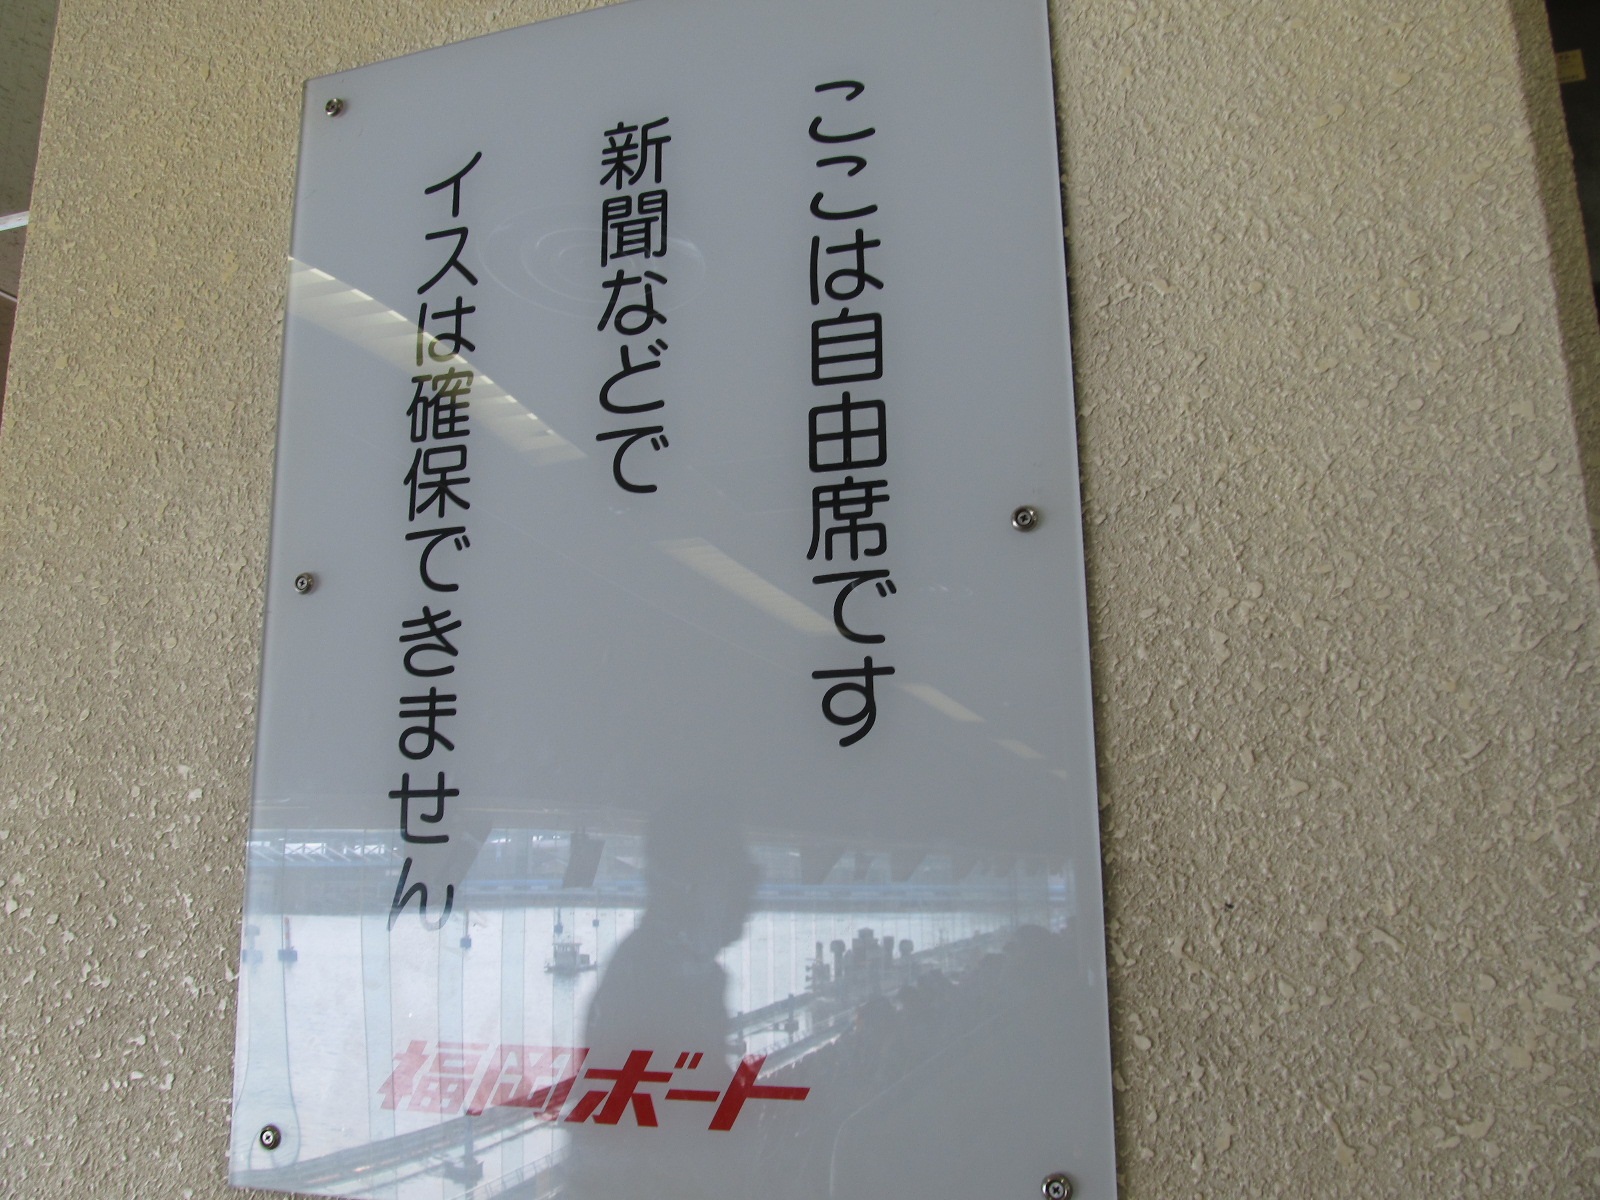 ここは自由席です
新聞などで
イスは確保できません
福岡ボート